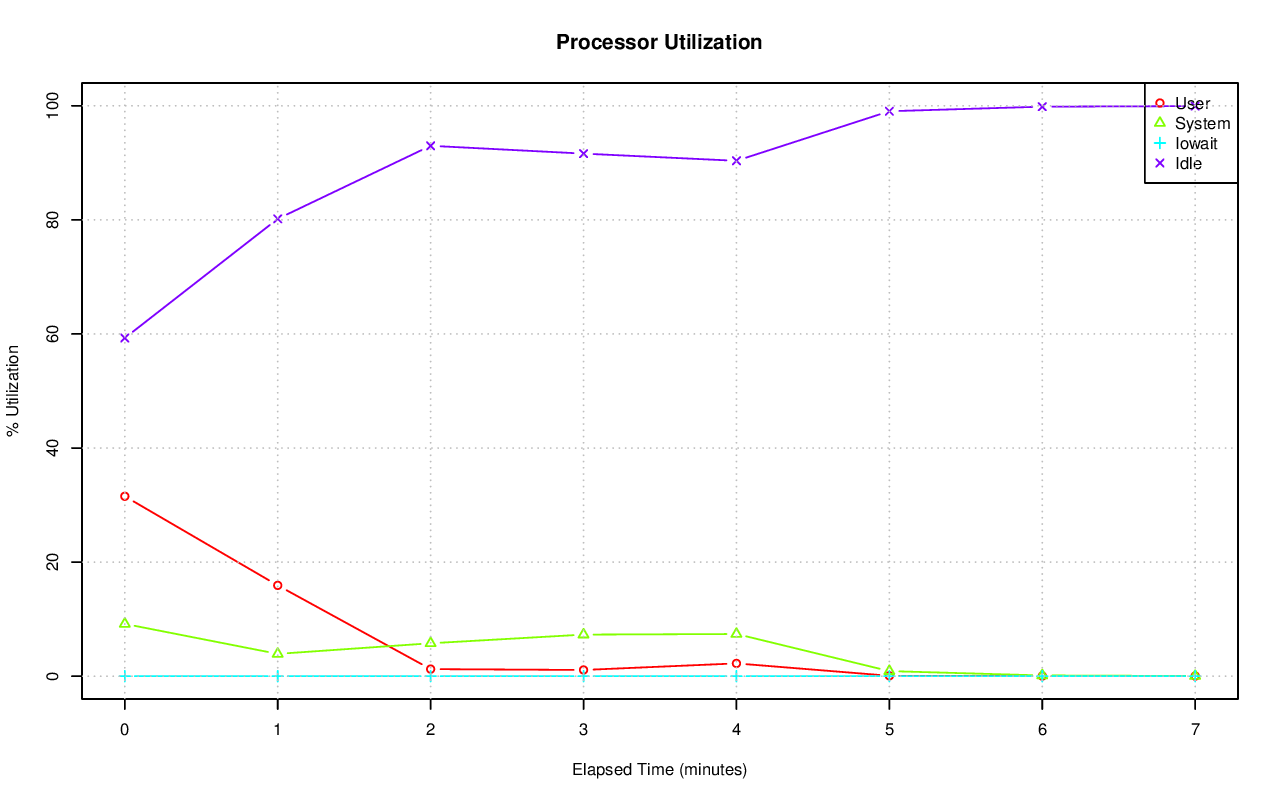 Processor Utilization
% Utilization
100
80
60
40
20
0
User
System
Iowait
Idle
0 1 2 3 4 5 6 7
Elapsed Time (minutes)